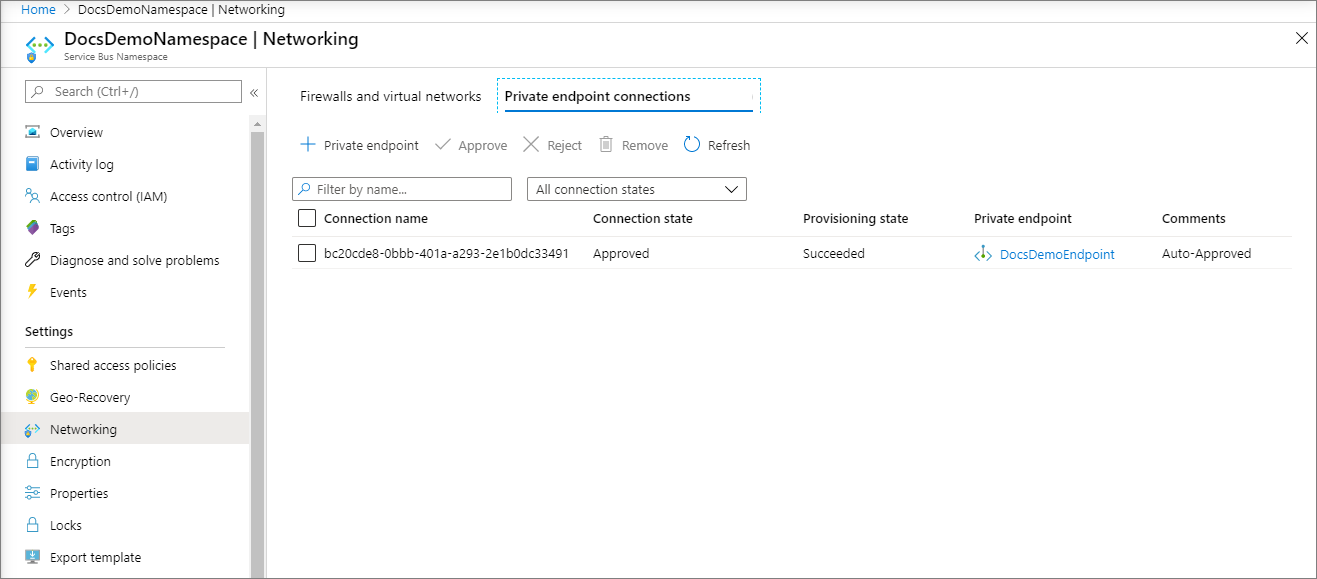 Home > DocsDemoNamespace | Networking
DocsDemoNamespace | Networking
Service Bus Namespace
Search (Ctrl+/)
«
Overview
Activity log
Access control (IAM)
Tags
Diagnose and solve problems
Events
Settings
Shared access policies
Geo-Recovery
Networking
Encryption
Properties
Locks
Export template
Firewalls and virtual networks Private endpoint connections
Private endpoint Approve Reject Remove Refresh
Filter by name... All connection states
Connection name Connection state Provisioning state Private endpoint Comments
bc20cde8-0bbb-401a-a293-2e1b0dc33491 Approved Succeeded DocsDemoEndpoint Auto-Approved